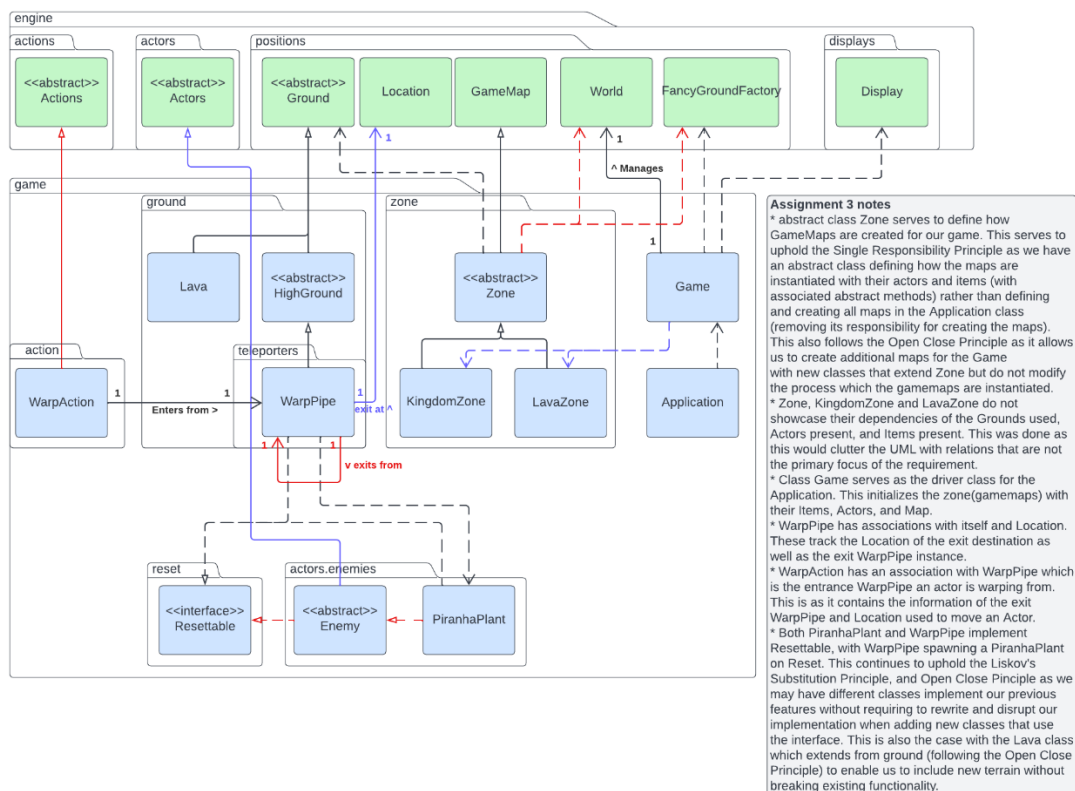 engine
actions
actors
positions
displays
<<abstract>>
Actions
<<abstract>>
Actors
<<abstract>>
Ground
Location
GameMap
World
FancyGroundFactory
Display
1
1
^ Manages
game
ground
zone
1
Lava
<<abstract>>
HighGround
<<abstract>>
Zone
Game
action
teleporters
WarpAction
1
Enters from >
1
WarpPipe
1
exit at ^
KingdomZone
LavaZone
Application
1
1
v exits from
reset
actors.enemies
<<interface>>
Resettable
<<abstract>>
Enemy
PiranhaPlant
Assignment 3 notes
* abstract class Zone serves to define how
GameMaps are created for our game. This serves to
uphold the Single Responsibility Principle as we have
an abstract class defining how the maps are
instantiated with their actors and items (with
associated abstract methods) rather than defining
and creating all maps in the Application class
(removing its responsibility for creating the maps).
This also follows the Open Close Principle as it allows
us to create additional maps for the Game
with new classes that extend Zone but do not modify
the process which the gamemaps are instantiated.
* Zone, KingdomZone and LavaZone do not
showcase their dependencies of the Grounds used,
Actors present, and Items present. This was done as
this would clutter the UML with relations that are not
the primary focus of the requirement.
* Class Game serves as the driver class for the
Application. This initializes the zone(gamemaps) with
their Items, Actors, and Map.
* WarpPipe has associations with itself and Location.
These track the Location of the exit destination as
well as the exit WarpPipe instance.
* WarpAction has an association with WarpPipe which
is the entrance WarpPipe an actor is warping from.
This is as it contains the information of the exit
WarpPipe and Location used to move an Actor.
* Both PiranhaPlant and WarpPipe implement
Resettable, with WarpPipe spawning a PiranhaPlant
on Reset. This continues to uphold the Liskov's
Substitution Principle, and Open Close Pinciple as we
may have different classes implement our previous
features without requiring to rewrite and disrupt our
implementation when adding new classes that use
the interface. This is also the case with the Lava class
which extends from ground (following the Open Close
Principle) to enable us to include new terrain without
breaking existing functionality.